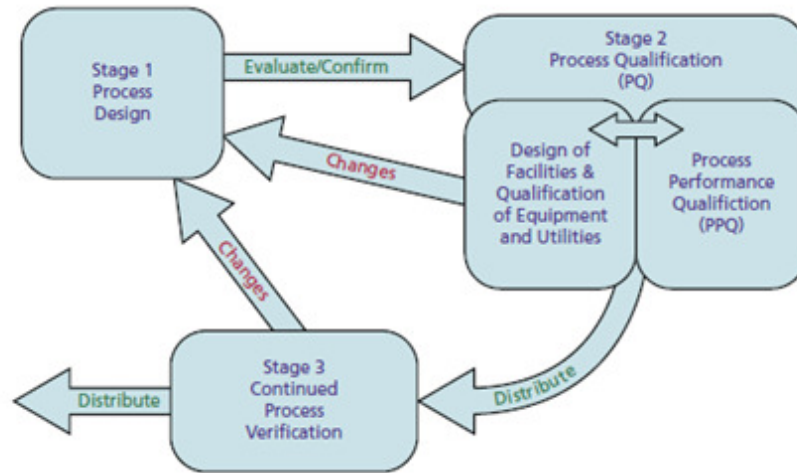 Stage 1
Process
Design
Evaluate/Confirm
Stage 2
Process Qualification
(PQ)
Changes
Design of
Facilities &
Qualification
of Equipment
and Utilities
Process
Performance
Qualifiction
(PPQ)
Changes
Stage 3
Continued
Process
Verification
Distribute
Distribute